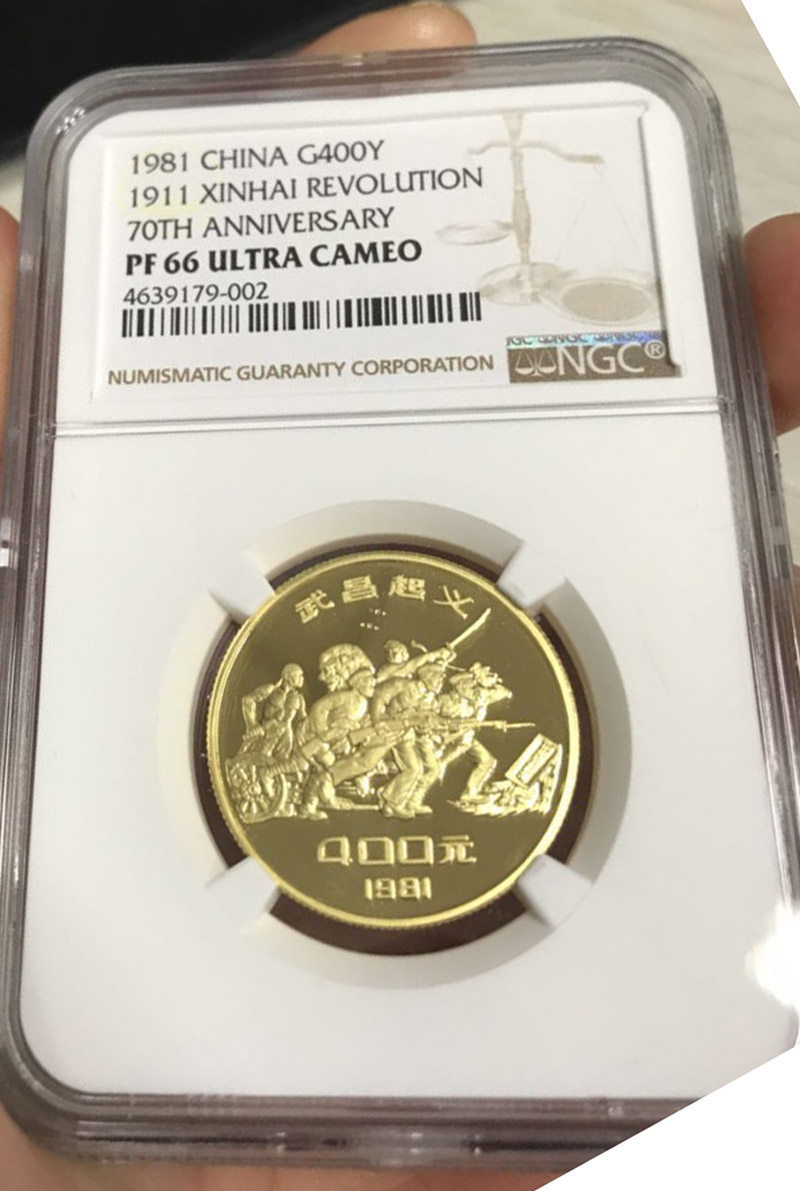 1981 CHINA G400Y
1911 XINHAI REVOLUTION
70TH ANNIVERSARY
PF 66 ULTRA CAMEO
4639179-002
NUMISMATIC GUARANTY CORPORATION
NGC®
武昌起义
400元
1981